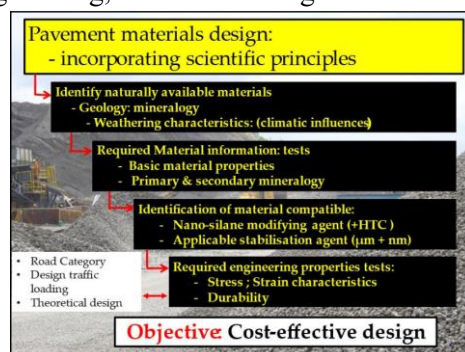 Pavement materials design:
- incorporating scientific principles
Identify naturally available materials
- Geology: mineralogy
- Weathering characteristics: (climatic influences)
Required Material information: tests
- Basic material properties
- Primary & secondary mineralogy
Identification of material compatible:
- Nano-silane modifying agent (+HTC )
- Applicable stabilisation agent (µm + nm)
• Road Category
• Design traffic
loading
• Theoretical design
Required engineering properties tests:
- Stress ; Strain characteristics
- Durability
Objective: Cost-effective design